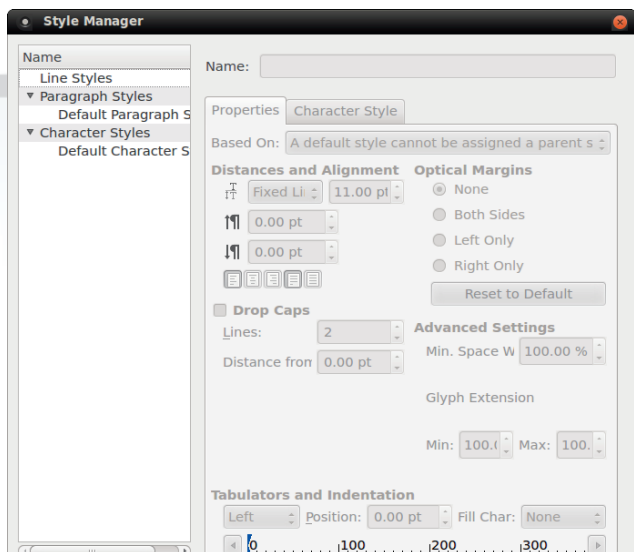 Style Manager
Name
Line Styles
Paragraph Styles
Default Paragraph S
Character Styles
Default Character S
Name:
Properties Character Style
Based On: A default style cannot be assigned a parent s
Distances and Alignment
Fixed Li 11.00 pt
0.00 pt
0.00 pt
Drop Caps
Lines: 2
Distance from 0.00 pt
Optical Margins
None
Both Sides
Left Only
Right Only
Reset to Default
Advanced Settings
Min. Space W 100.00 %
Glyph Extension
Min: 100.( Max: 100.
Tabulators and Indentation
Left Position: 0.00 pt Fill Char: None
0 100 200 300